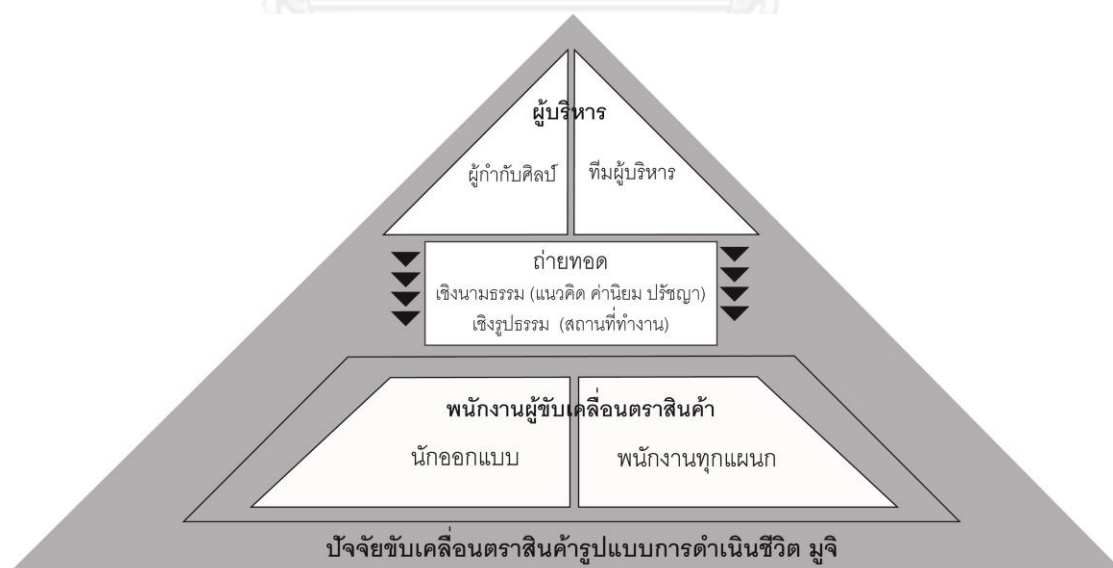 ผู้บริหาร
ผู้กำกับศิลป์ ทีมผู้บริหาร
ถ่ายทอด
เชิงนามธรรม (แนวคิด ค่านิยม ปรัชญา)
เชิงรูปธรรม (สถานที่ทำงาน)
พนักงานผู้ขับเคลื่อนตราสินค้า
นักออกแบบ พนักงานทุกแผนก
ปัจจัยขับเคลื่อนตราสินค้ารูปแบบการดำเนินชีวิต มูจิ